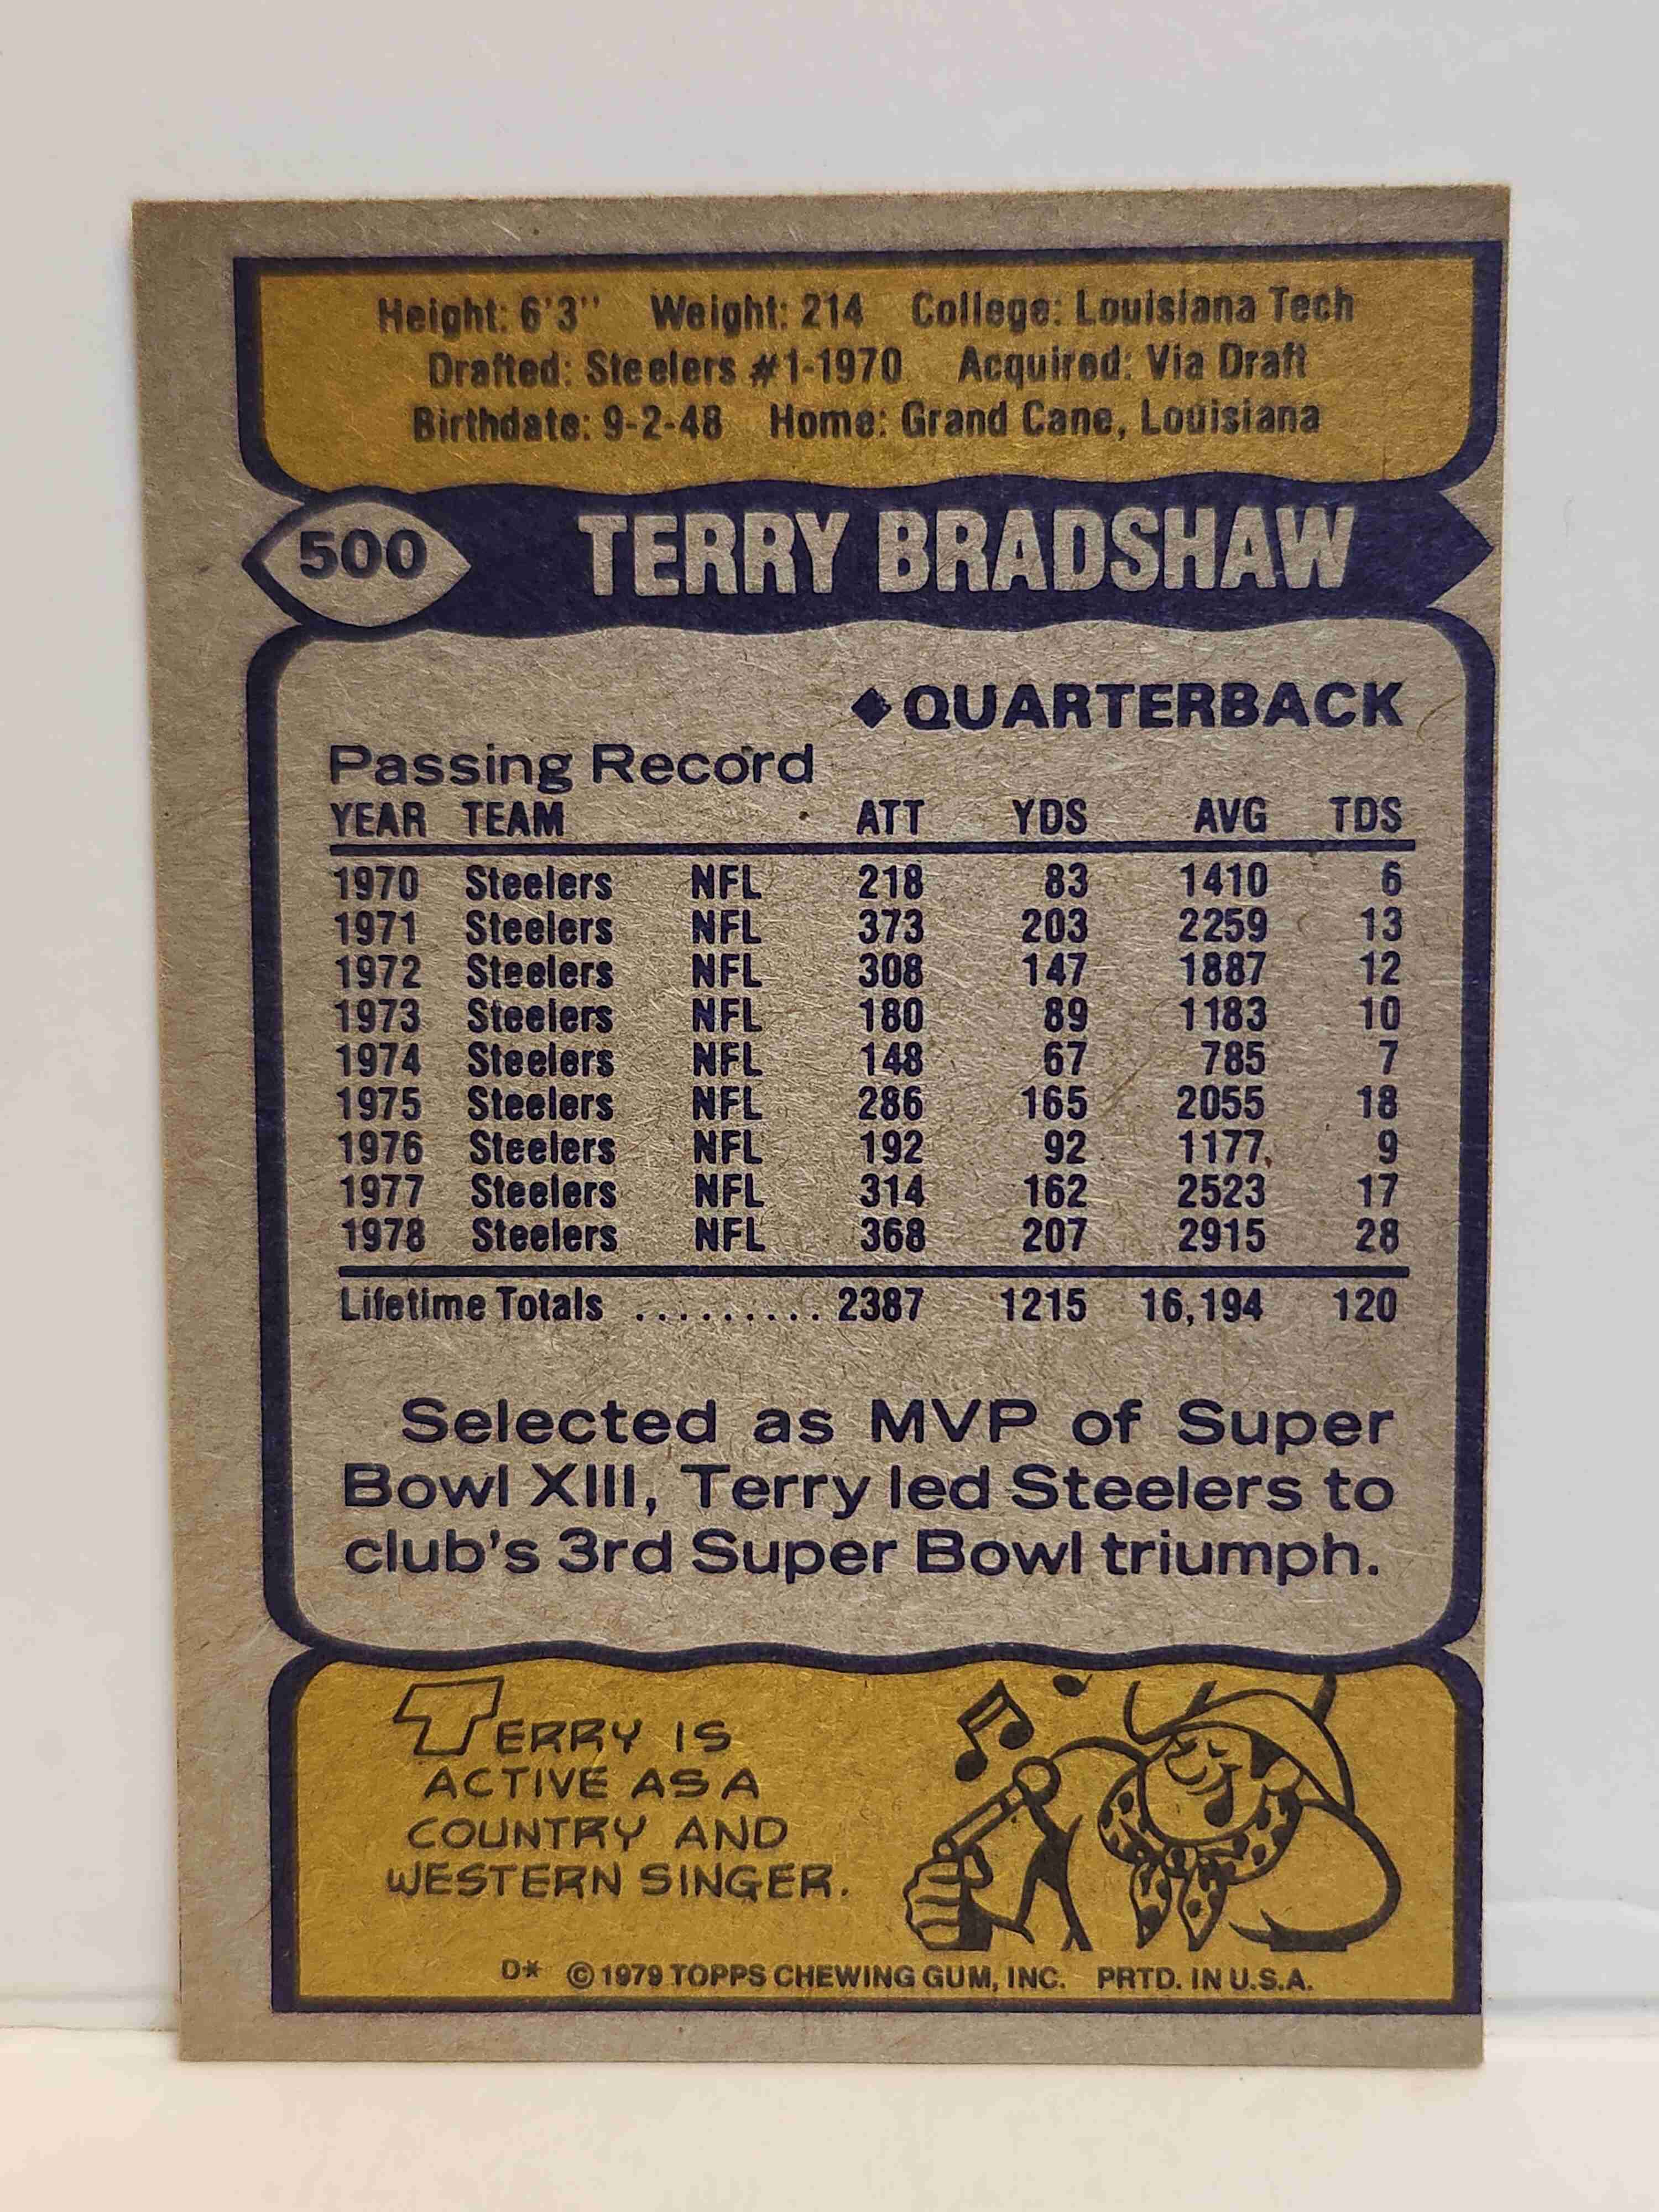 Height: 6'3" Weight: 214 College: Louisiana Tech
Drafted: Steelers #1-1970 Acquired: Via Draft
Birthdate: 9-2-48 Home: Grand Cane, Louisiana
500 TERRY BRADSHAW
◆QUARTERBACK
Passing Record
YEAR TEAM ATT YDS AVG TDS
1970 Steelers NFL 218 83 1410 6
1971 Steelers NFL 373 203 2259 13
1972 Steelers NFL 308 147 1887 12
1973 Steelers NFL 180 89 1183 10
1974 Steelers NFL 148 67 785 7
1975 Steelers NFL 286 165 2055 18
1976 Steelers NFL 192 92 1177 9
1977 Steelers NFL 314 162 2523 17
1978 Steelers NFL 368 207 2915 28
Lifetime Totals ......... 2387 1215 16,194 120
Selected as MVP of Super
Bowl XIII, Terry led Steelers to
club's 3rd Super Bowl triumph.
TERRY IS
ACTIVE AS A
COUNTRY AND
WESTERN SINGER.
D* © 1979 TOPPS CHEWING GUM, INC. PRTD. IN U.S.A.